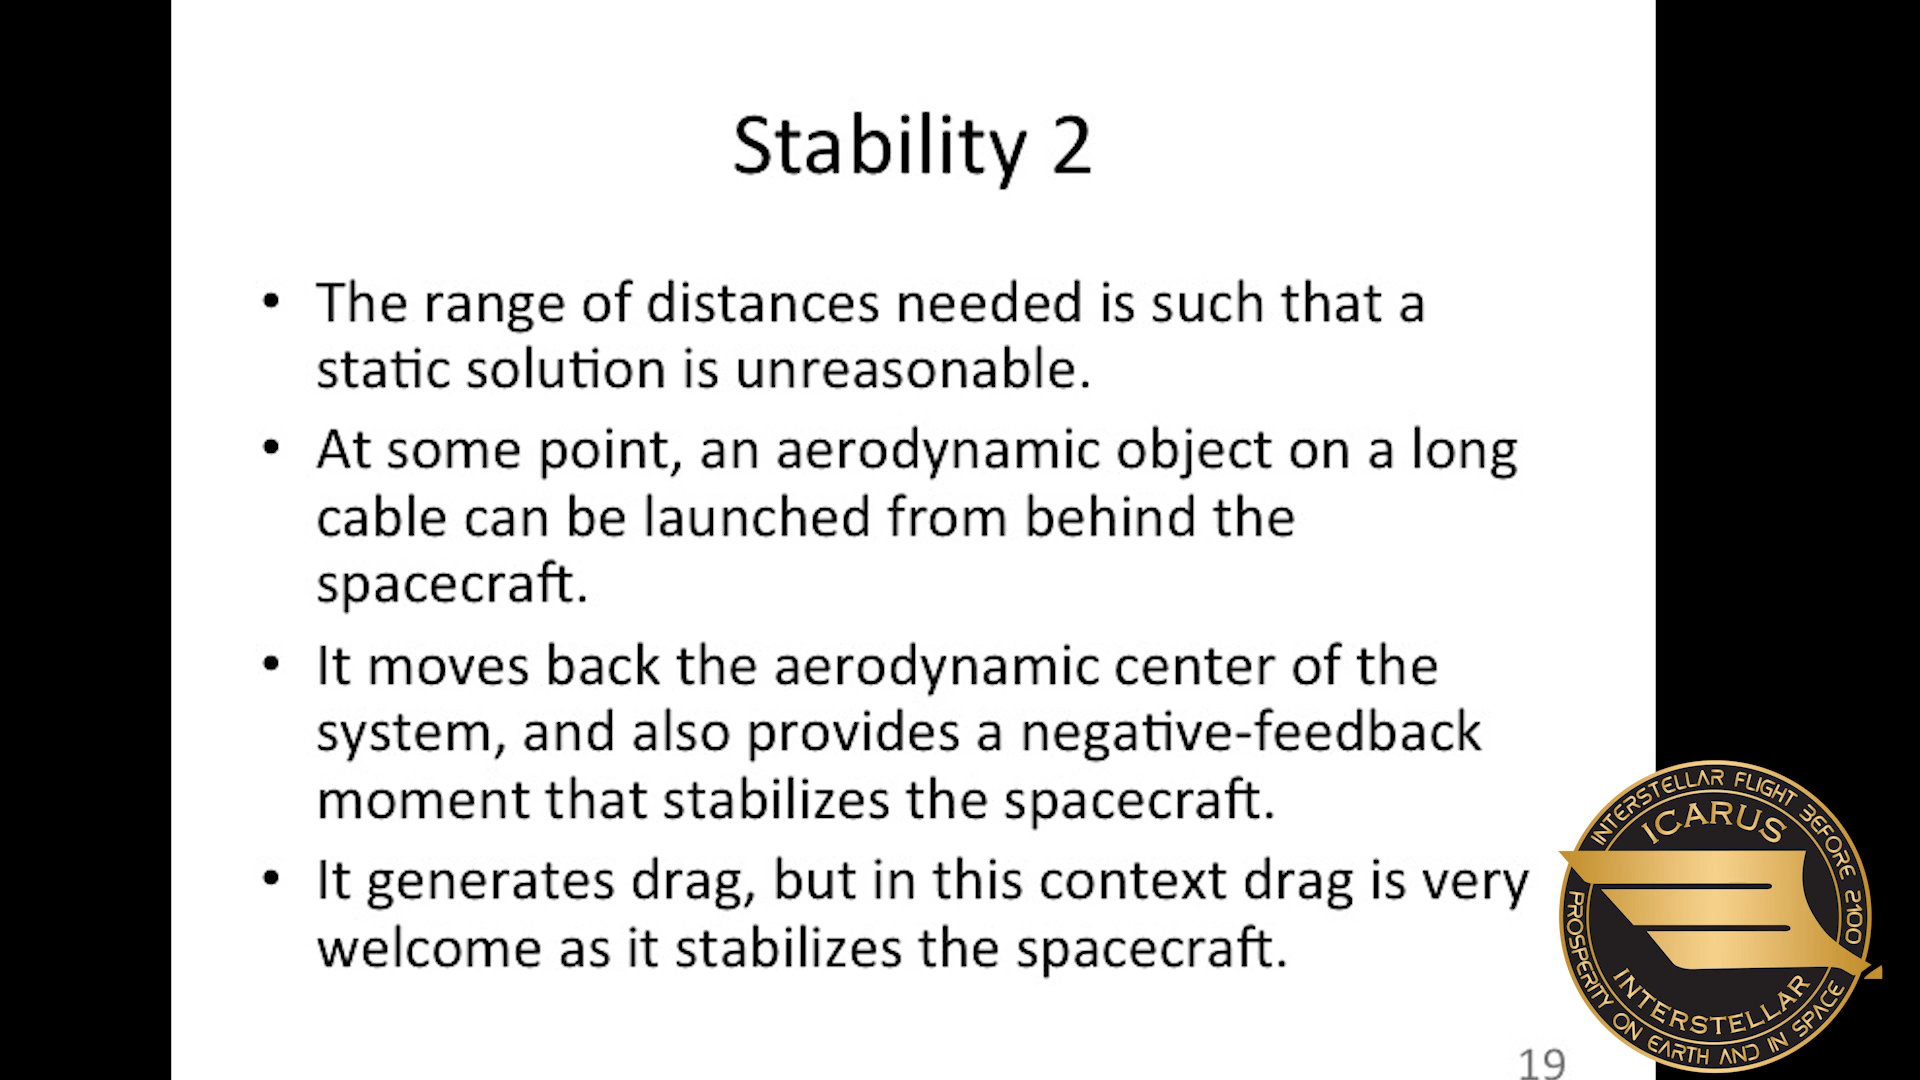 Stability 2
• The range of distances needed is such that a
static solution is unreasonable.
• At some point, an aerodynamic object on a long
cable can be launched from behind the
spacecraft.
• It moves back the aerodynamic center of the
system, and also provides a negative-feedback
moment that stabilizes the spacecraft.
• It generates drag, but in this context drag is very
welcome as it stabilizes the spacecraft.
19
INTERSTELLAR FLIGHT BEFORE 2100
ICARUS
INTERSTELLAR
PROSPERITY ON EARTH AND IN SPACE